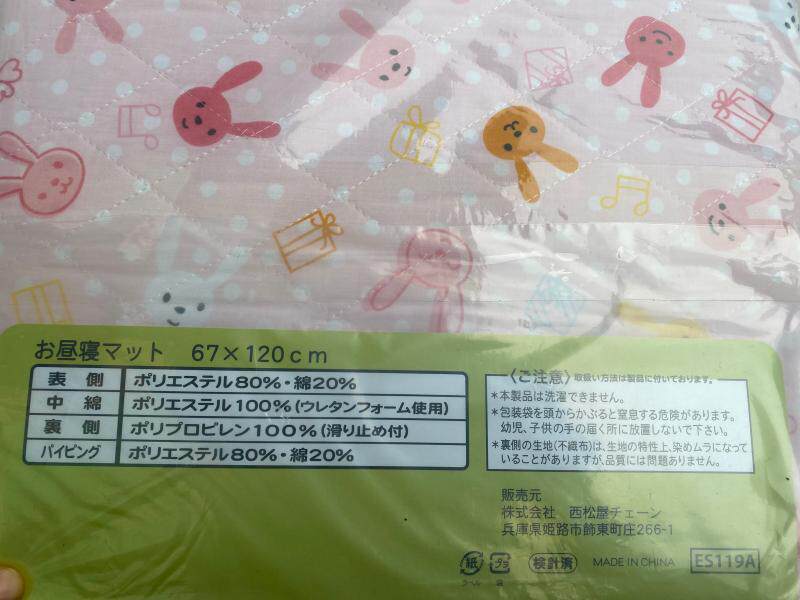 お昼寝マット 67×120cm
表 側 ポリエステル80%・綿20%
中 綿 ポリエステル100%(ウレタンフォーム使用)
裏 側 ポリプロピレン100%(滑り止め付)
パイピング ポリエステル80%・綿20%
〈ご注意〉取扱い方法は製品に付いております。
*本製品は洗濯できません。
*包装袋を頭からかぶると窒息する危険があります。
幼児、子供の手の届く所に放置しないで下さい。
*裏側の生地(不織布)は、生地の特性上、染めムラになって
いることがありますが、品質には問題ありません。
販売元
株式会社 西松屋チェーン
兵庫県姫路市飾東町庄266-1
紙 プラ 検針済 MADE IN CHINA ES119A
ラベル 袋